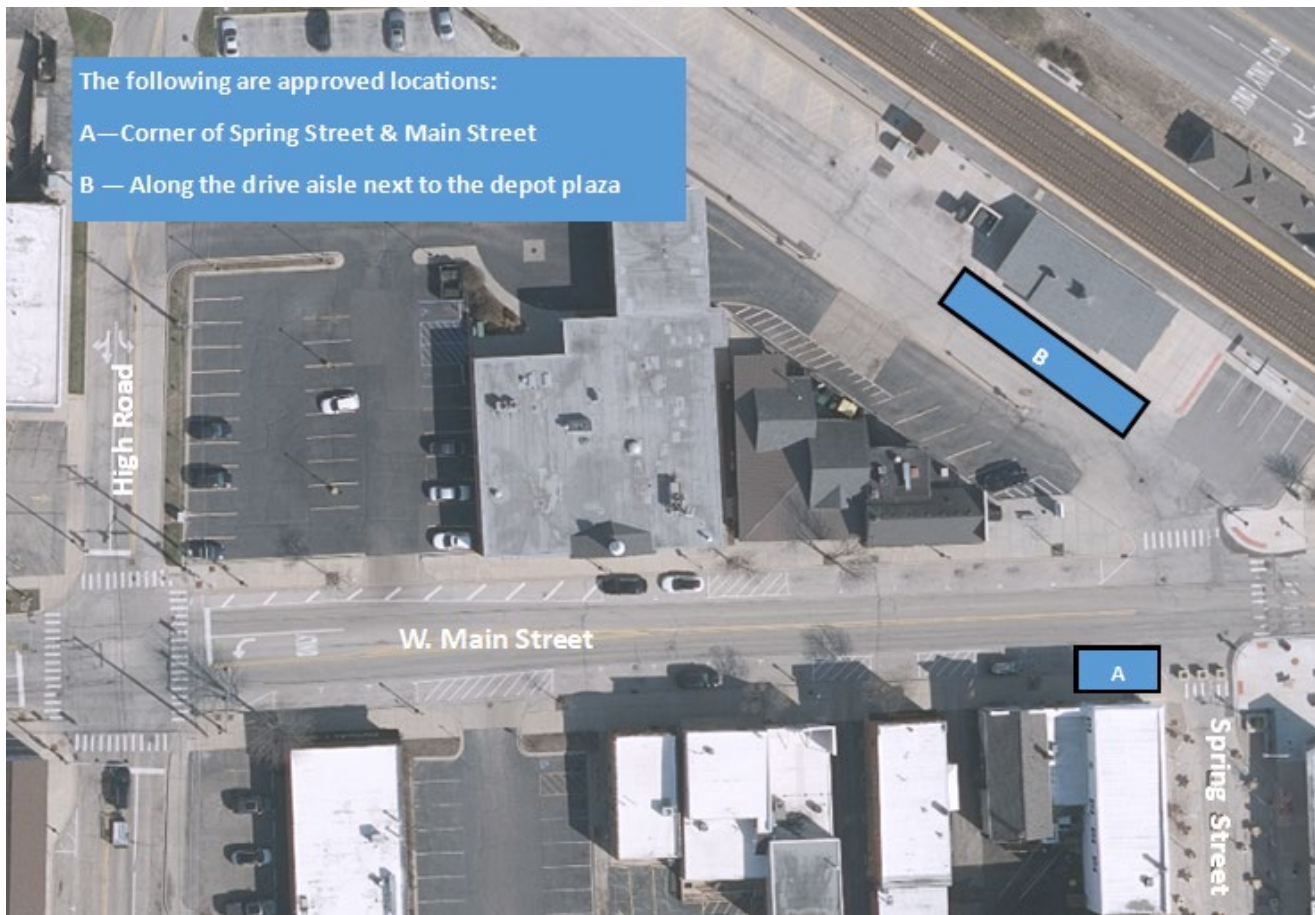 The following are approved locations:
A—Corner of Spring Street & Main Street
B — Along the drive aisle next to the depot plaza
B
High Road
W. Main Street
A
Spring Street